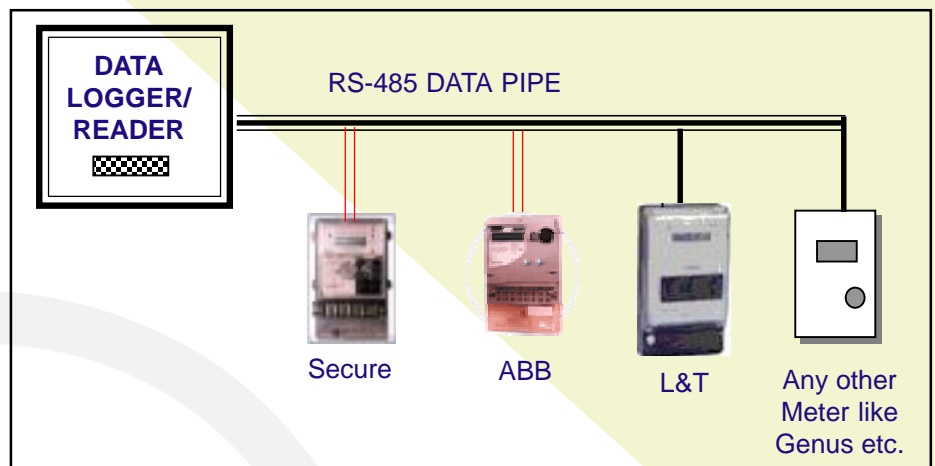 DATA
LOGGER/
READER
RS-485 DATA PIPE
Secure
ABB
L&T
Any other
Meter like
Genus etc.